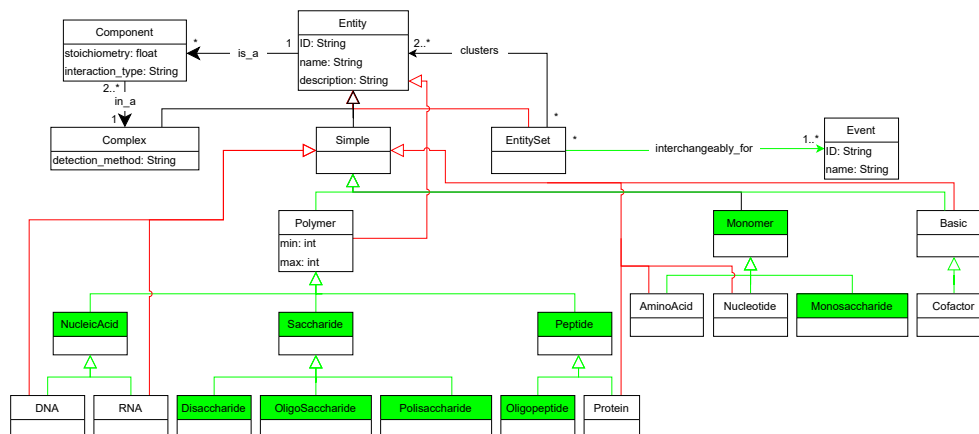 Component
stoichiometry: float
interaction_type: String
*
is_a
1
Entity
ID: String
name: String
description: String
2..*
clusters
*
2..*
in_a
1
Complex
detection_method: String
Simple
EntitySet
*
interchangeably_for
1..*
Event
ID: String
name: String
Polymer
min: int
max: int
Monomer
Basic
AminoAcid
Nucleotide
Monosaccharide
Cofactor
NucleicAcid
Saccharide
Peptide
DNA
RNA
Disaccharide
OligoSaccharide
Polisaccharide
Oligopeptide
Protein